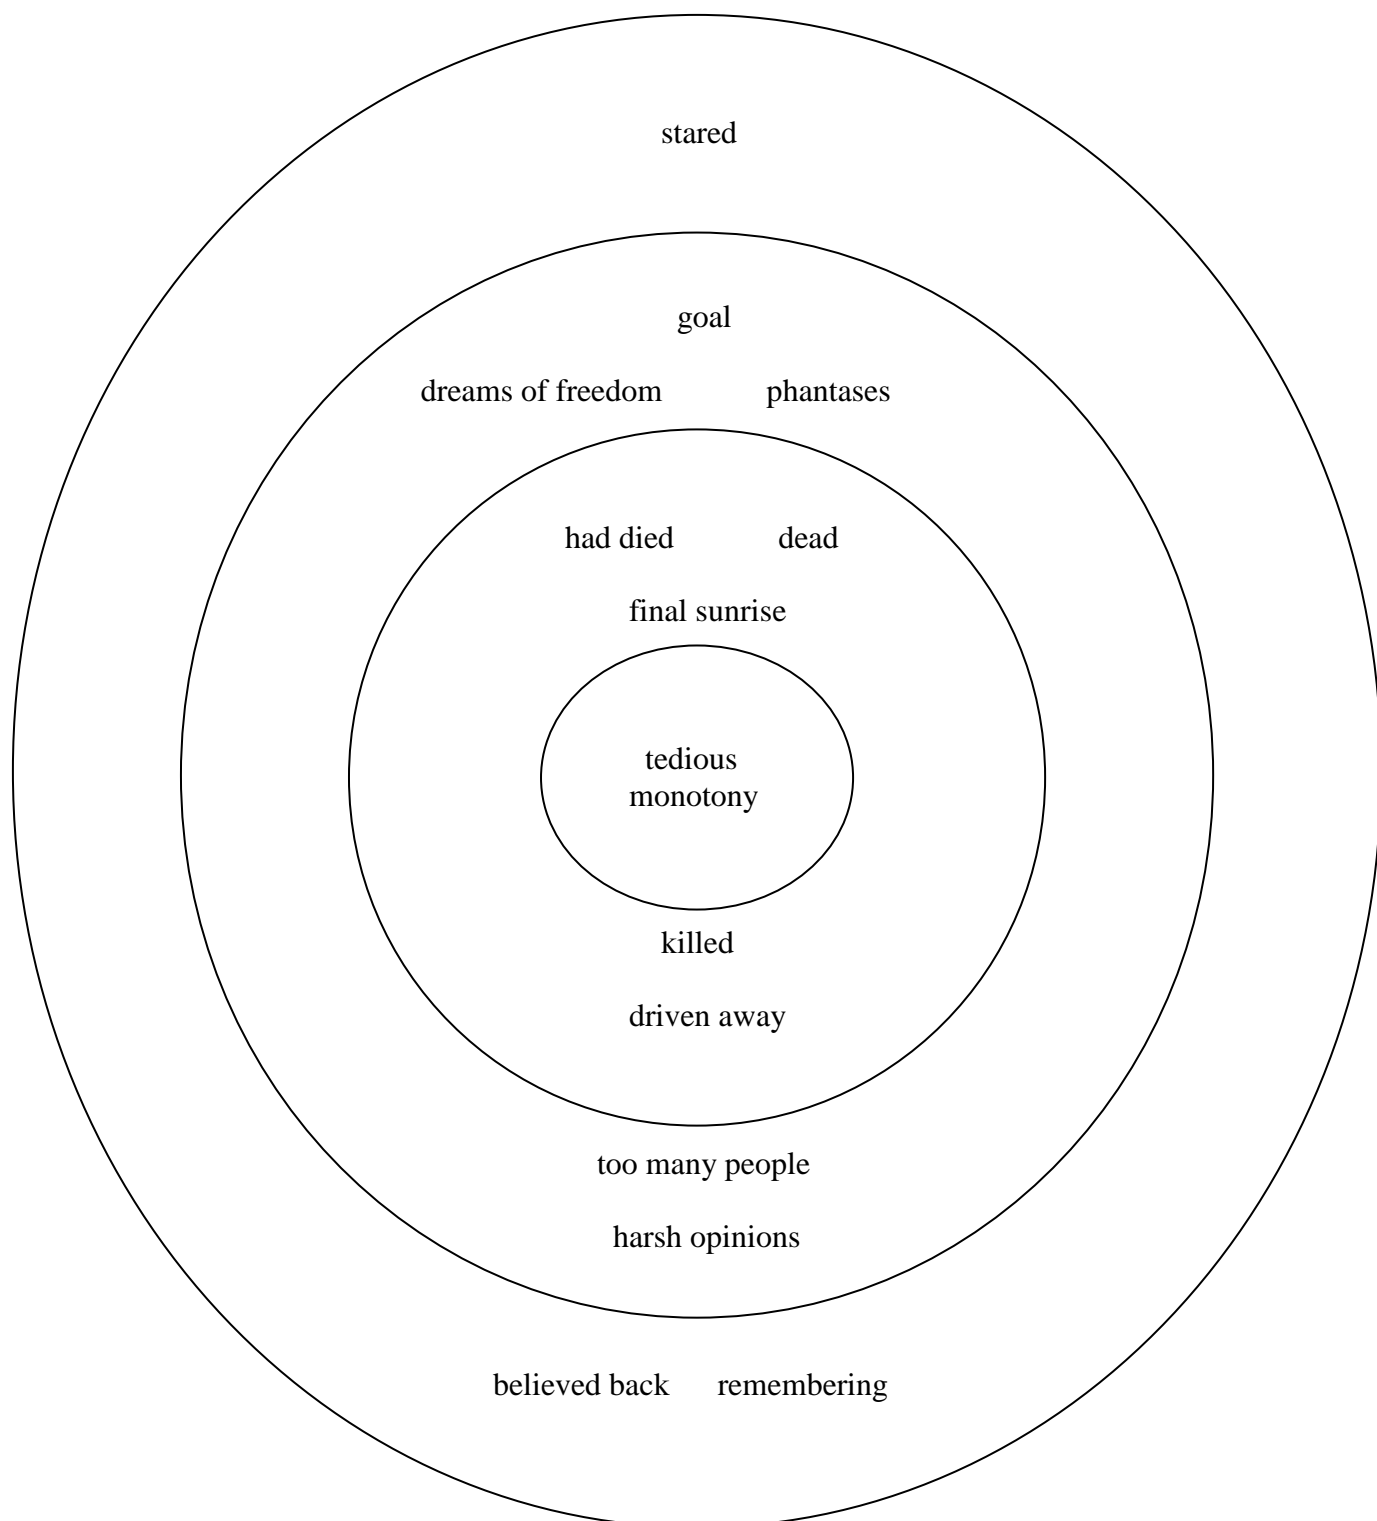 stared
goal
dreams of freedom phantases
had died dead
final sunrise
tedious
monotony
killed
driven away
too many people
harsh opinions
believed back remembering